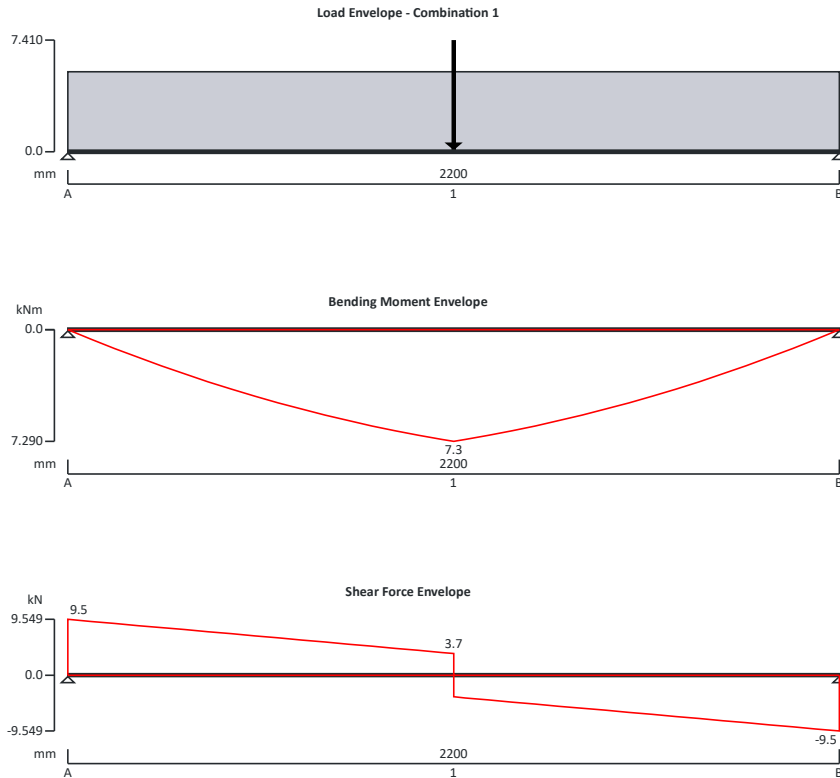 Load Envelope - Combination 1
7.410
0.0
mm
2200
A
1
B
Bending Moment Envelope
kNm
0.0
7.290
7.3
mm
2200
A
1
B
Shear Force Envelope
kN
9.549
9.5
3.7
0.0
-9.549
-9.5
mm
2200
A
1
B